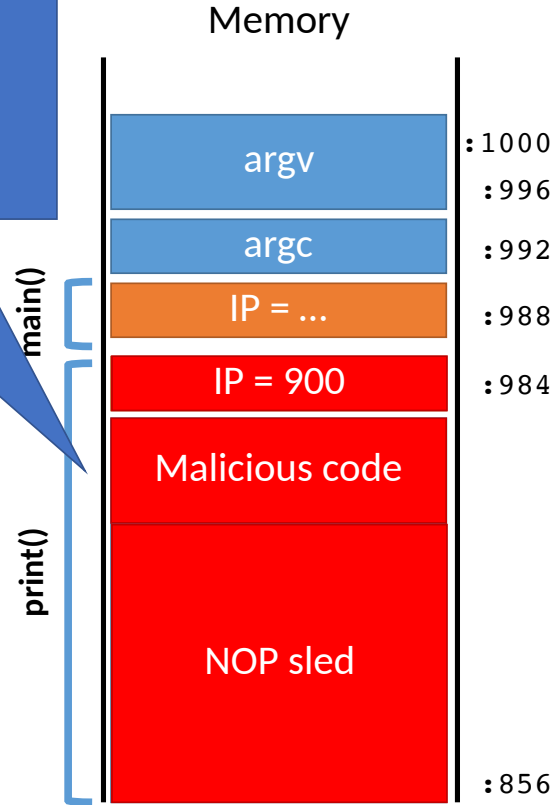 Memory
argv
:1000
:996
argc
:992
main()
IP = ...
:988
IP = 900
:984
Malicious code
print()
NOP sled
:856